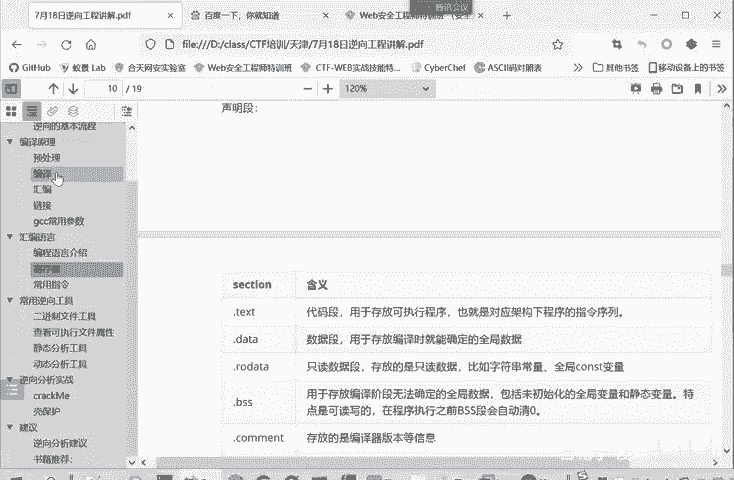 腾讯会议
7月18日逆向工程讲解.pdf
百度一下，你就知道
Web安全工程师特训班
file:///D:/class/CTF培训/天津/7月18日逆向工程讲解.pdf
GitHub
蚁景 Lab
合天网安实验室
Web安全工程师特训班
CTF-WEB实战技能特...
CyberChef
ASCII码对照表
其他书签
移动设备上的书签
10 / 19
120%
逆向的基本流程
编译原理
预处理
编译
汇编
链接
gcc常用参数
汇编语言
编程语言介绍
寄存器
常用指令
常用逆向工具
二进制文件工具
查看可执行文件属性
静态分析工具
动态分析工具
逆向分析实战
crackMe
壳保护
建议
逆向分析建议
书籍推荐：
声明段：
section 含义
.text 代码段，用于存放可执行程序，也就是对应架构下程序的指令序列。
.data 数据段，用于存放编译时就能确定的全局数据
.rodata 只读数据段，存放的是只读数据，比如字符串常量、全局const变量
.bss 用于存放编译阶段无法确定的全局数据，包括未初始化的全局变量和静态变量。特
点是可读写的，在程序执行之前BSS段会自动清0。
.comment 存放的是编译器版本等信息